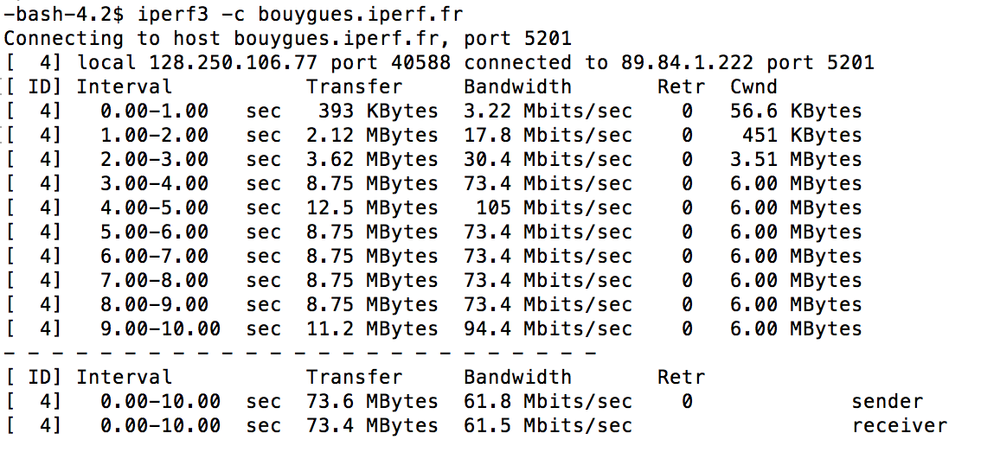 -bash-4.2$ iperf3 -c bouygues.iperf.fr
Connecting to host bouygues.iperf.fr, port 5201
[  4] local 128.250.106.77 port 40588 connected to 89.84.1.222 port 5201
[ ID] Interval           Transfer     Bandwidth       Retr  Cwnd
[  4]   0.00-1.00   sec   393 KBytes  3.22 Mbits/sec    0   56.6 KBytes
[  4]   1.00-2.00   sec  2.12 MBytes  17.8 Mbits/sec    0    451 KBytes
[  4]   2.00-3.00   sec  3.62 MBytes  30.4 Mbits/sec    0   3.51 MBytes
[  4]   3.00-4.00   sec  8.75 MBytes  73.4 Mbits/sec    0   6.00 MBytes
[  4]   4.00-5.00   sec  12.5 MBytes   105 Mbits/sec    0   6.00 MBytes
[  4]   5.00-6.00   sec  8.75 MBytes  73.4 Mbits/sec    0   6.00 MBytes
[  4]   6.00-7.00   sec  8.75 MBytes  73.4 Mbits/sec    0   6.00 MBytes
[  4]   7.00-8.00   sec  8.75 MBytes  73.4 Mbits/sec    0   6.00 MBytes
[  4]   8.00-9.00   sec  8.75 MBytes  73.4 Mbits/sec    0   6.00 MBytes
[  4]   9.00-10.00  sec  11.2 MBytes  94.4 Mbits/sec    0   6.00 MBytes
- - - - - - - - - - - - - - - - - - - - - - - - -
[ ID] Interval           Transfer     Bandwidth       Retr
[  4]   0.00-10.00  sec  73.6 MBytes  61.8 Mbits/sec    0             sender
[  4]   0.00-10.00  sec  73.4 MBytes  61.5 Mbits/sec                  receiver